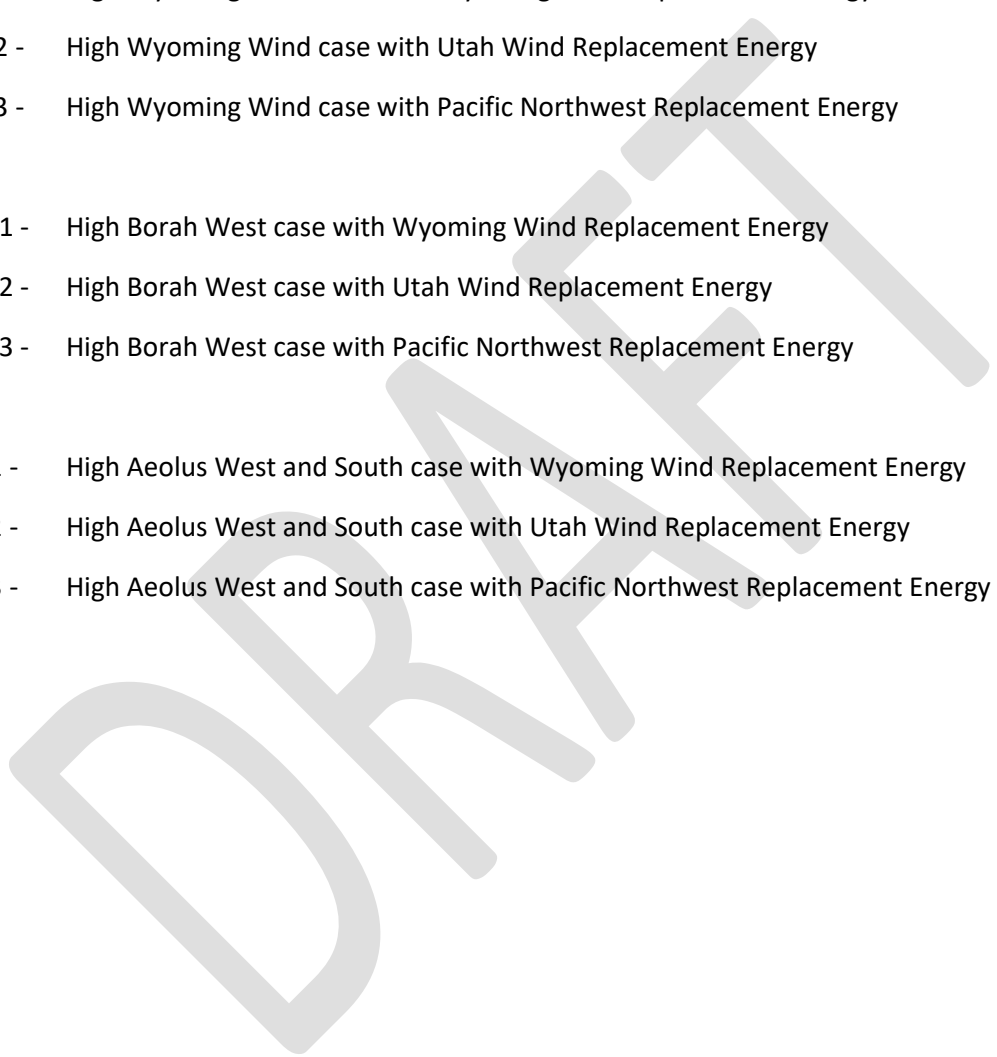 2 - High Wyoming Wind case with Utah Wind Replacement Energy
3 - High Wyoming Wind case with Pacific Northwest Replacement Energy
1 - High Borah West case with Wyoming Wind Replacement Energy
2 - High Borah West case with Utah Wind Replacement Energy
3 - High Borah West case with Pacific Northwest Replacement Energy
- High Aeolus West and South case with Wyoming Wind Replacement Energy
- High Aeolus West and South case with Utah Wind Replacement Energy
- High Aeolus West and South case with Pacific Northwest Replacement Energy
DRAFT